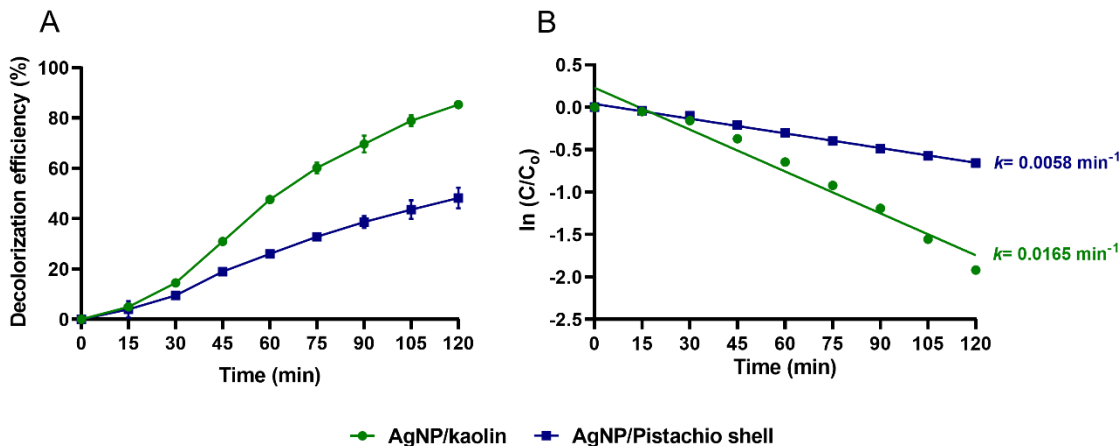 A
Decolorization efficiency (%)
100
80
60
40
20
0
0 15 30 45 60 75 90 105 120
Time (min)
B
ln (C/Co)
0.5
0.0
-0.5
-1.0
-1.5
-2.0
-2.5
k= 0.0058 min-1
k= 0.0165 min-1
0 15 30 45 60 75 90 105 120
Time (min)
AgNP/kaolin AgNP/Pistachio shell